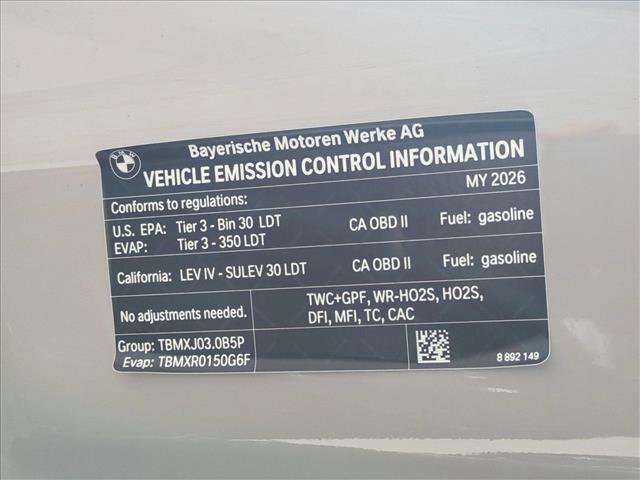 BMW
Bayerische Motoren Werke AG
VEHICLE EMISSION CONTROL INFORMATION
Conforms to regulations: MY 2026
U.S. EPA: Tier 3 - Bin 30 LDT CA OBD II Fuel: gasoline
EVAP: Tier 3 - 350 LDT
California: LEV IV - SULEV 30 LDT CA OBD II Fuel: gasoline
No adjustments needed. TWC+GPF, WR-HO2S, HO2S,
DFI, MFI, TC, CAC
Group: TBMXJ03.0B5P
Evap: TBMXR0150G6F
8 892 149